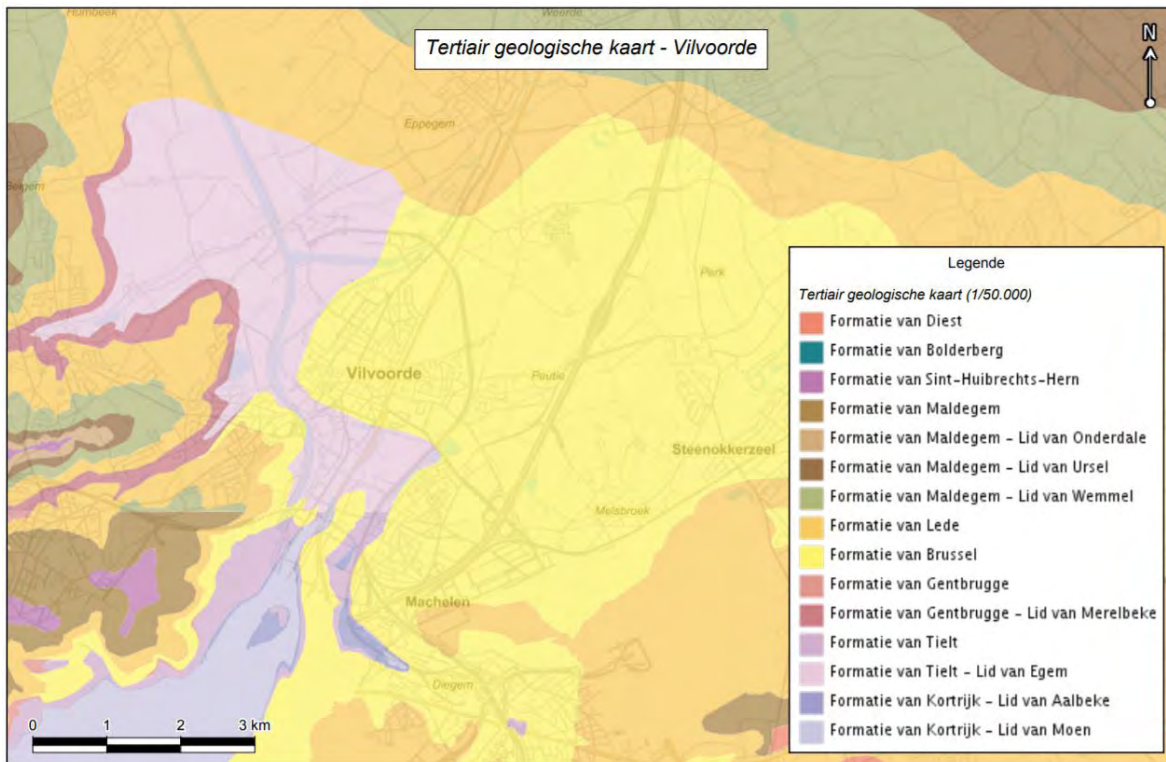 Humbeek
Weerde
Tertiair geologische kaart - Vilvoorde
N
Eppegem
Beigem
Perk
Vilvoorde
Peutie
Steenokkerzeel
Melsbroek
Machelen
Diegem
0 1 2 3 km
Legende
Tertiair geologische kaart (1/50.000)
Formatie van Diest
Formatie van Bolderberg
Formatie van Sint-Huibrechts-Hern
Formatie van Maldegem
Formatie van Maldegem - Lid van Onderdale
Formatie van Maldegem - Lid van Ursel
Formatie van Maldegem - Lid van Wemmel
Formatie van Lede
Formatie van Brussel
Formatie van Gentbrugge
Formatie van Gentbrugge - Lid van Merelbeke
Formatie van Tielt
Formatie van Tielt - Lid van Egem
Formatie van Kortrijk - Lid van Aalbeke
Formatie van Kortrijk - Lid van Moen